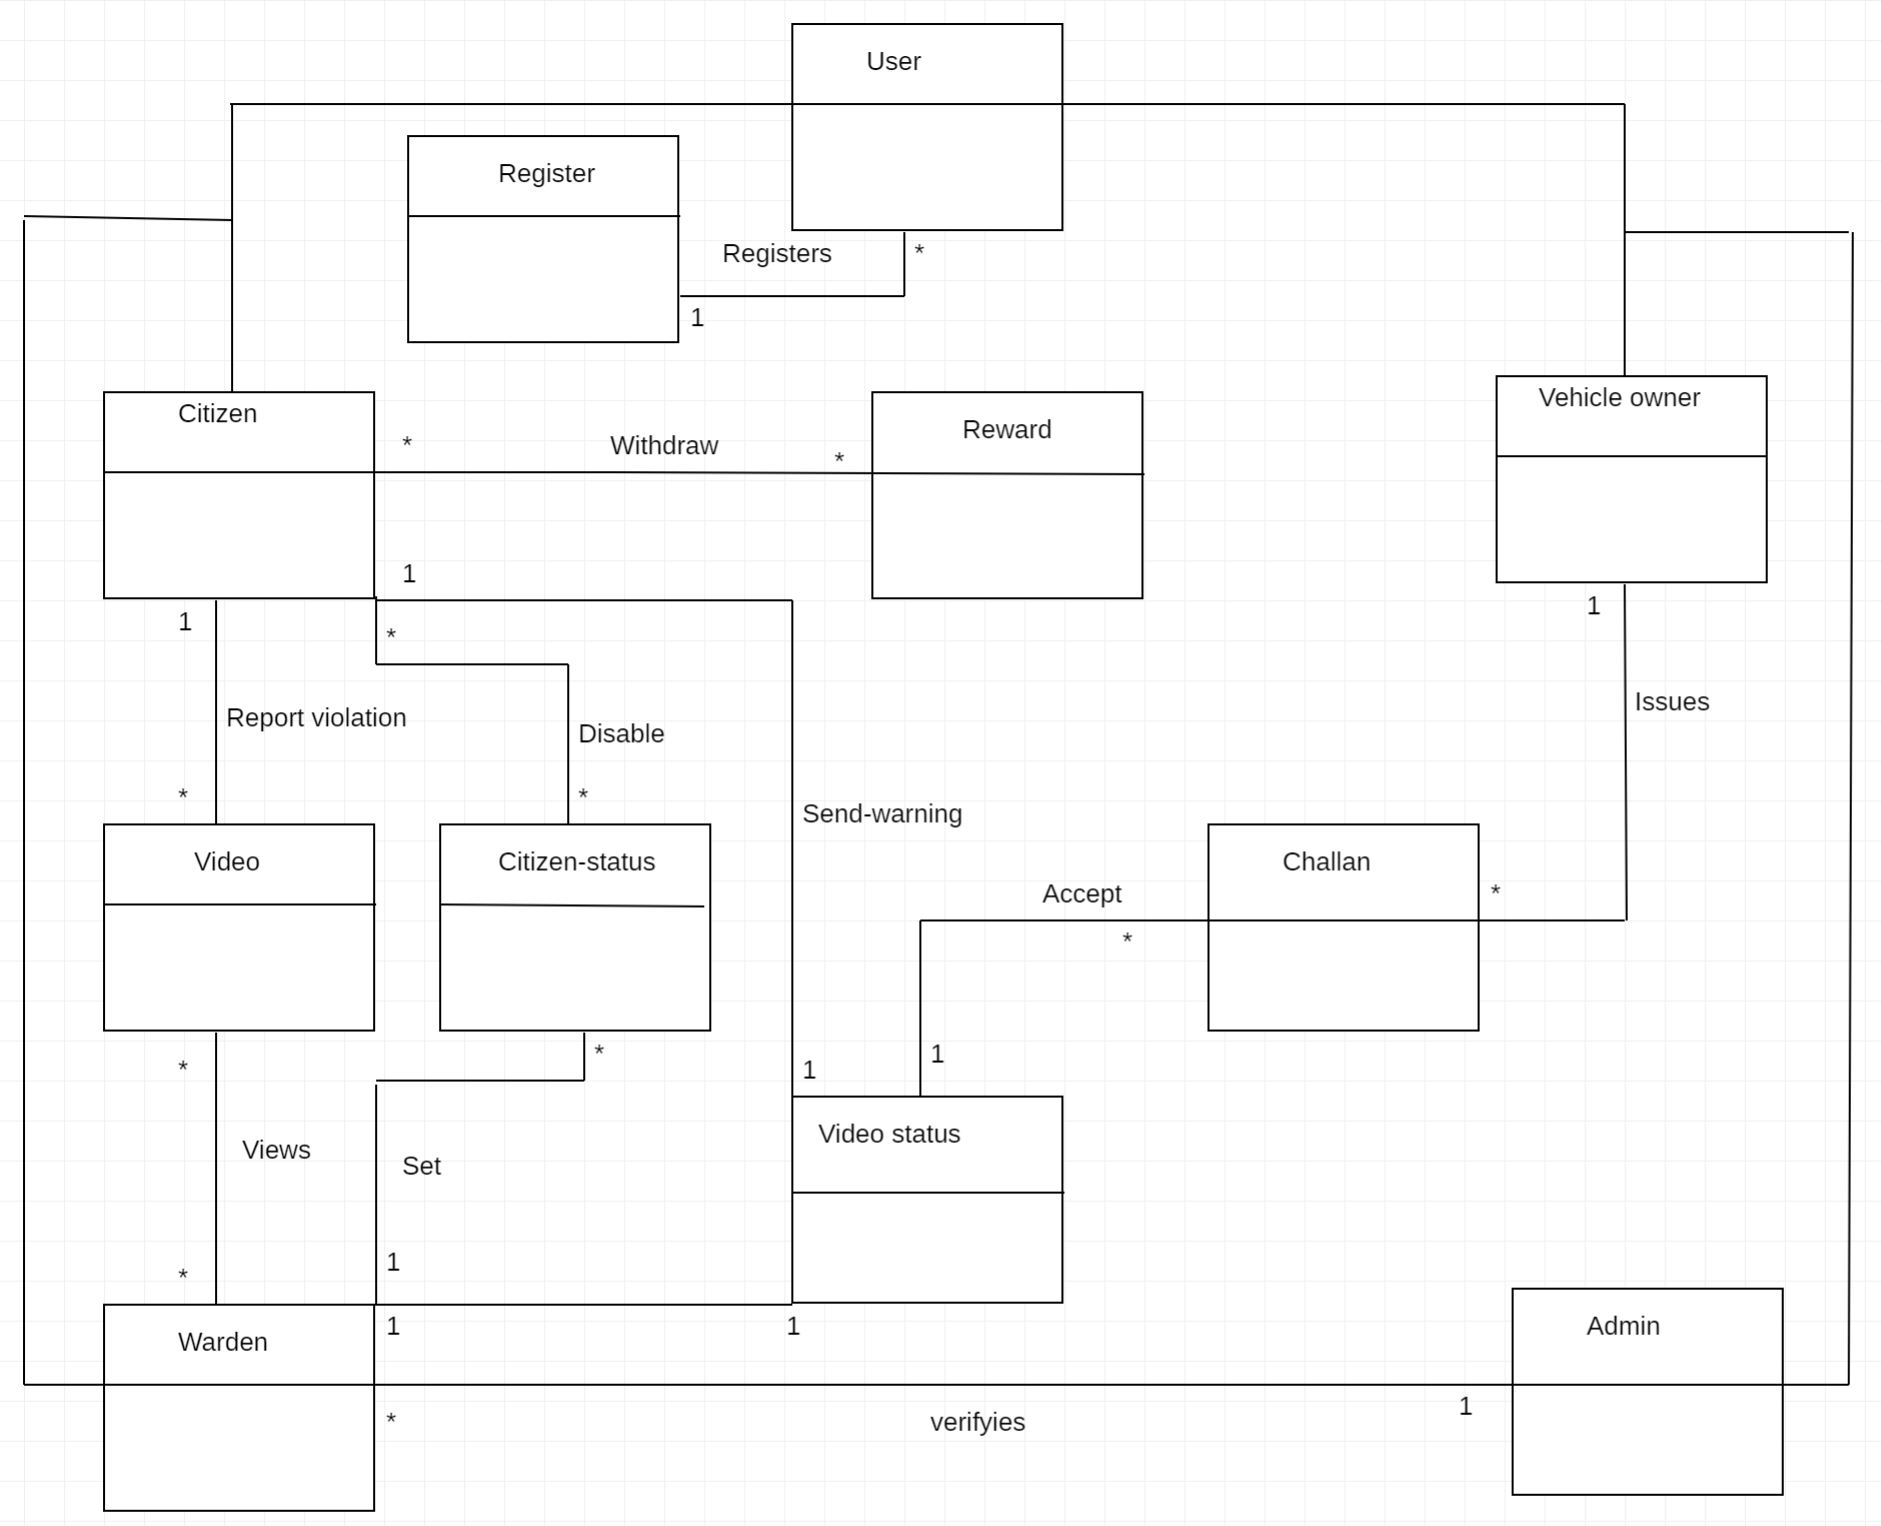 User
Register
Registers
*
1
Citizen
Vehicle owner
*
Withdraw
*
Reward
1
1
*
1
Report violation
Disable
Issues
*
*
Send-warning
Video
Citizen-status
Accept
Challan
*
*
*
*
1
1
Views
Set
Video status
*
1
Warden
1
1
Admin
*
verifyies
1